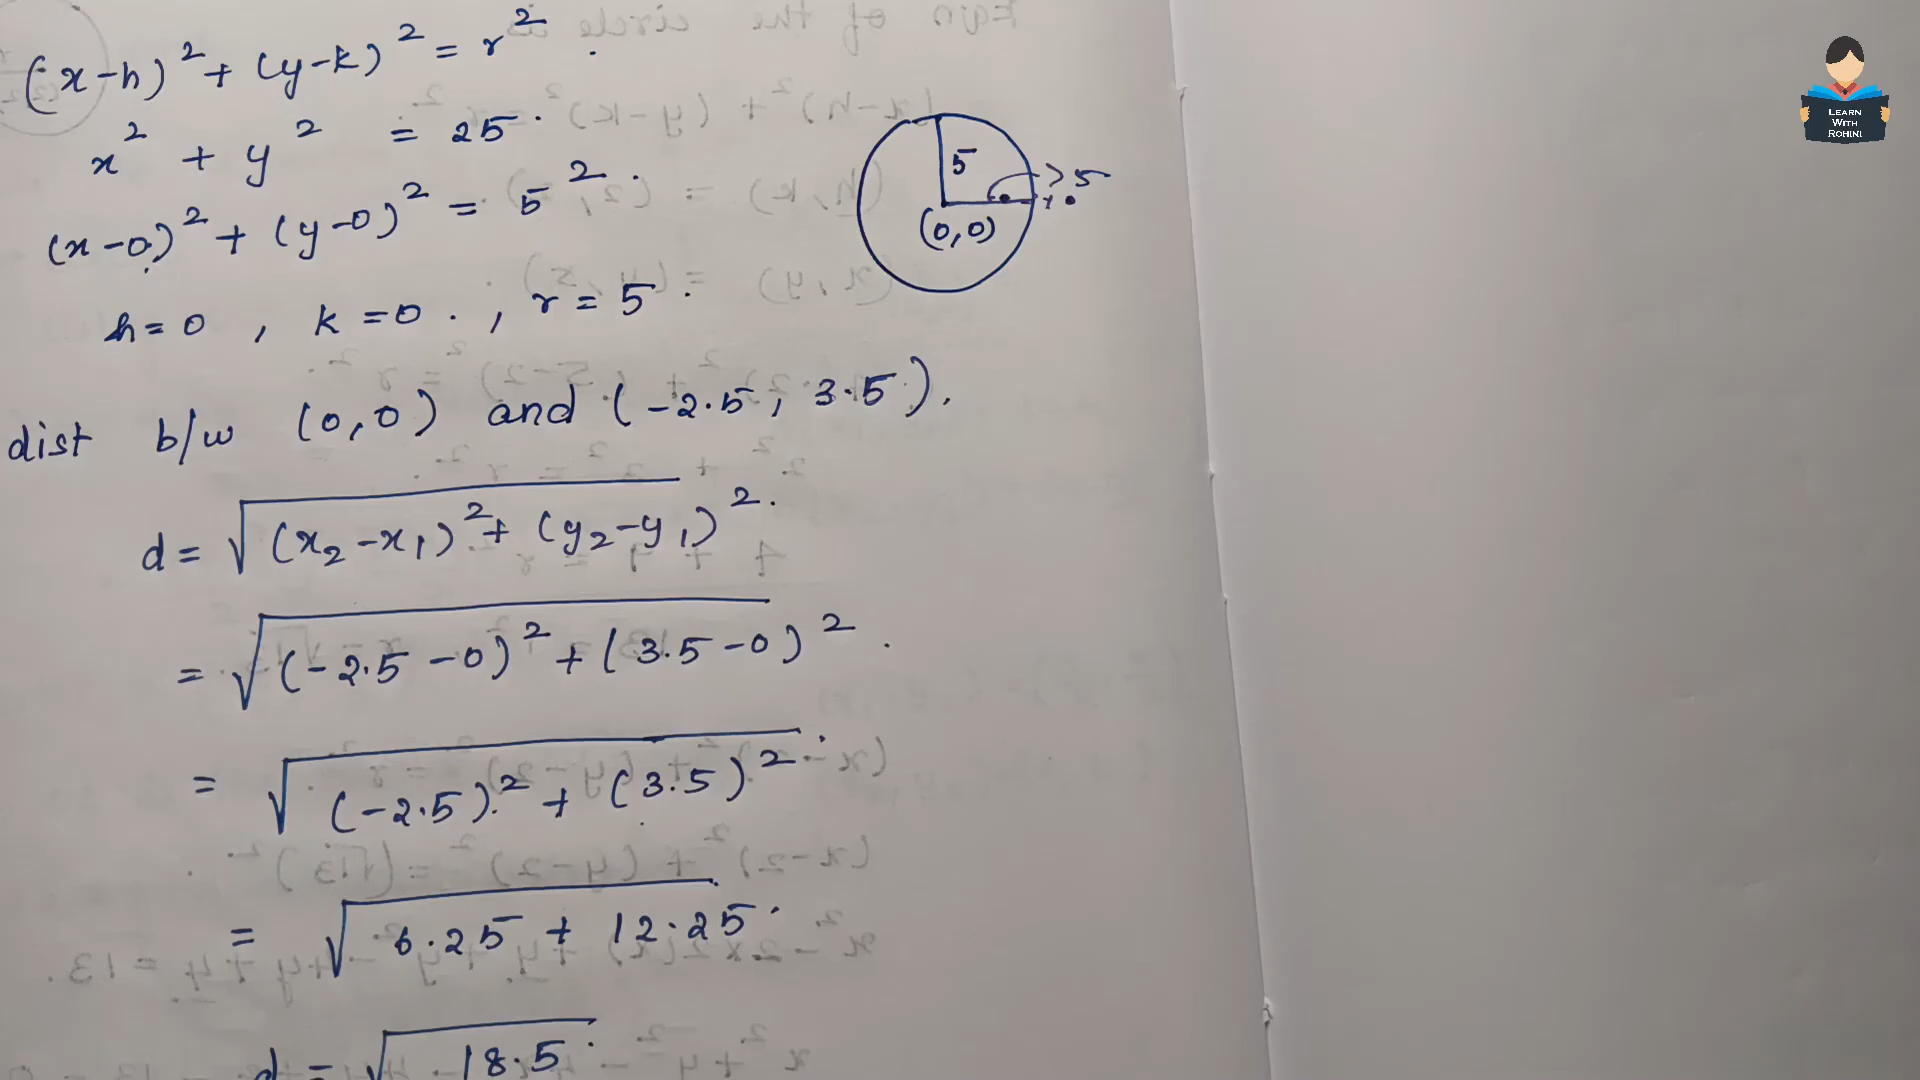 (x-h)² + (y-k)² = r².
x² + y² = 25.
(x-0)² + (y-0)² = 5².
h=0, k=0., r=5.
dist b/w (0,0) and (-2.5, 3.5).
d = √(x₂-x₁)² + (y₂-y₁)².
= √(-2.5-0)² + (3.5-0)².
= √(-2.5)² + (3.5)².
= √6.25 + 12.25.
d = √18.5.
5
>5
(0,0)
LEARN
WITH
ROHINI